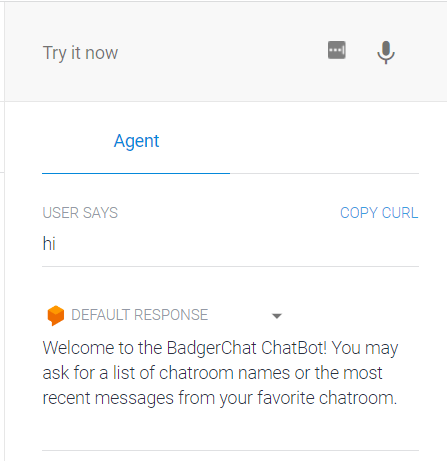 Try it now
Agent
USER SAYS COPY CURL
hi
DEFAULT RESPONSE
Welcome to the BadgerChat ChatBot! You may
ask for a list of chatroom names or the most
recent messages from your favorite chatroom.